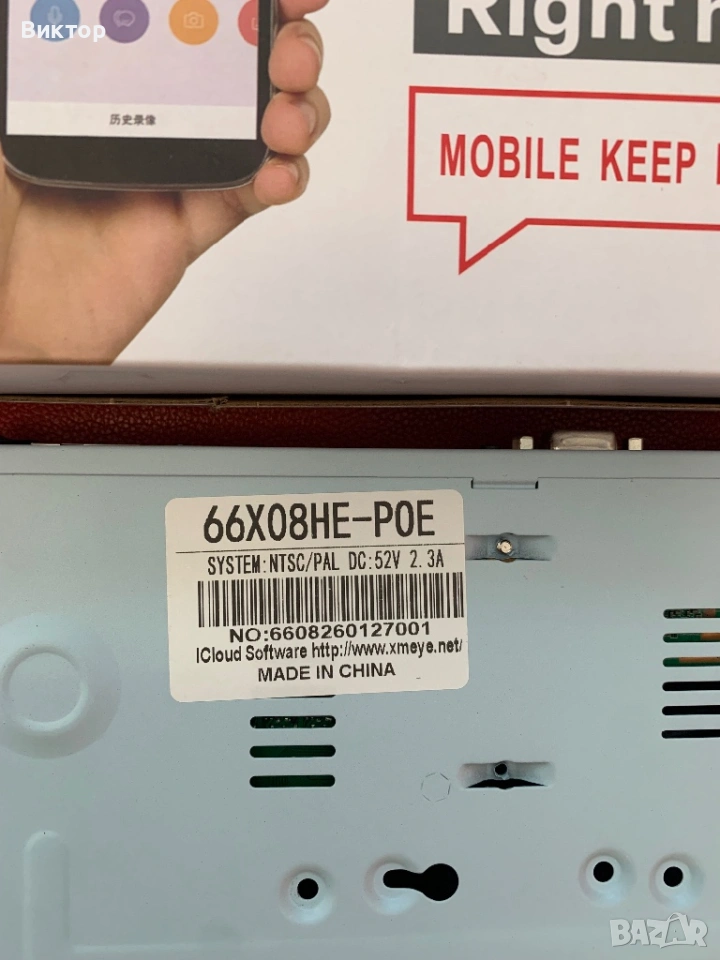 Виктор
历史录像
Right
MOBILE KEEP
66X08HE-POE
SYSTEM:NTSC/PAL DC:52V 2.3A
NO:6608260127001
ICloud Software http://www.xmeye.net/
MADE IN CHINA
BAZAR